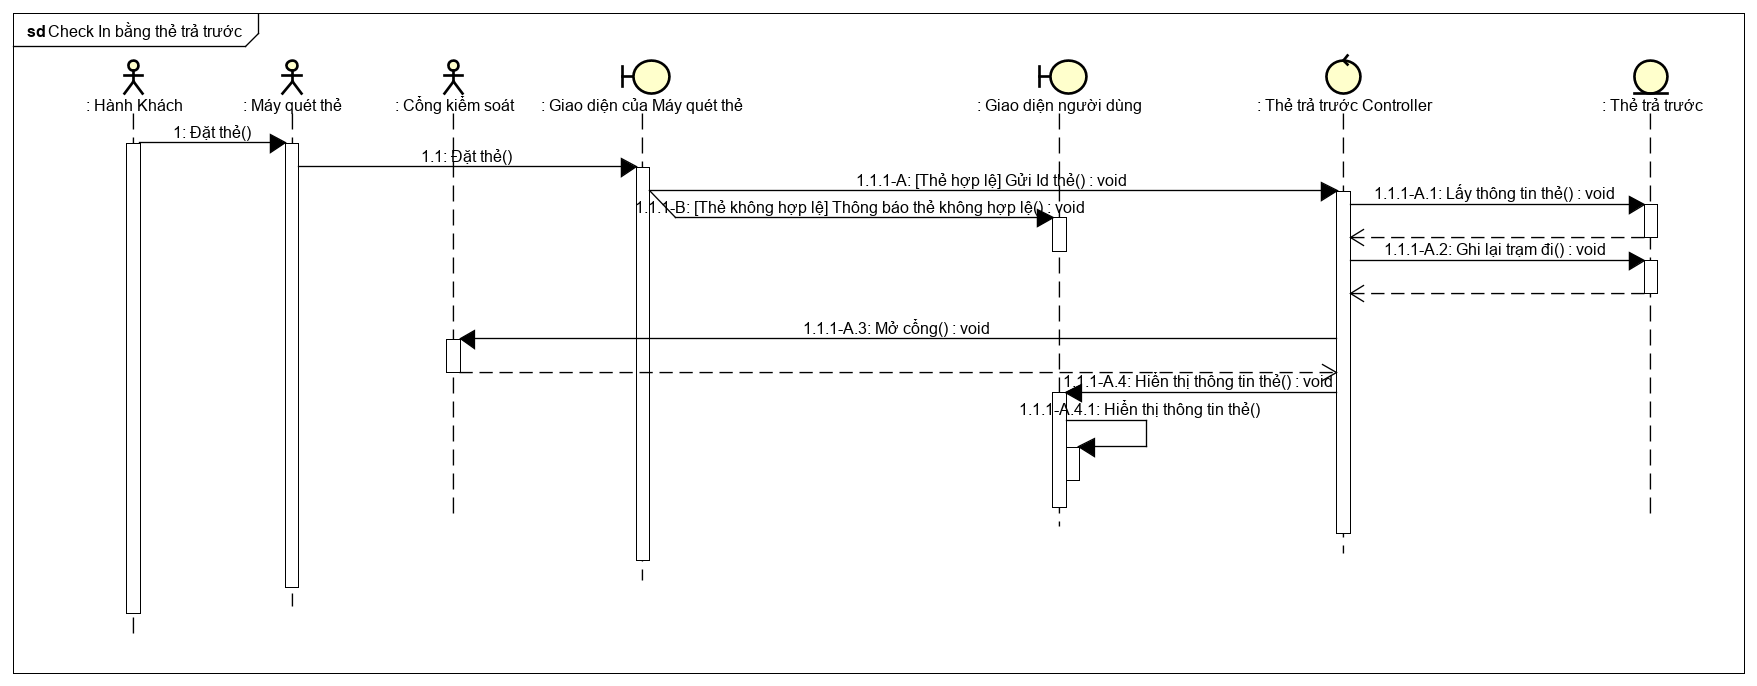 sd Check In bằng thẻ trả trước
: Hành Khách
: Máy quét thẻ
: Cổng kiểm soát
: Giao diện của Máy quét thẻ
: Giao diện người dùng
: Thẻ trả trước Controller
: Thẻ trả trước
1: Đặt thẻ()
1.1: Đặt thẻ()
1.1.1-A: [Thẻ hợp lệ] Gửi Id thẻ() : void
1.1.1-A.1: Lấy thông tin thẻ() : void
1.1.1-B: [Thẻ không hợp lệ] Thông báo thẻ không hợp lệ() : void
1.1.1-A.2: Ghi lại trạm đi() : void
1.1.1-A.3: Mở cổng() : void
1.1.1-A.4: Hiển thị thông tin thẻ() : void
1.1.1-A.4.1: Hiển thị thông tin thẻ()